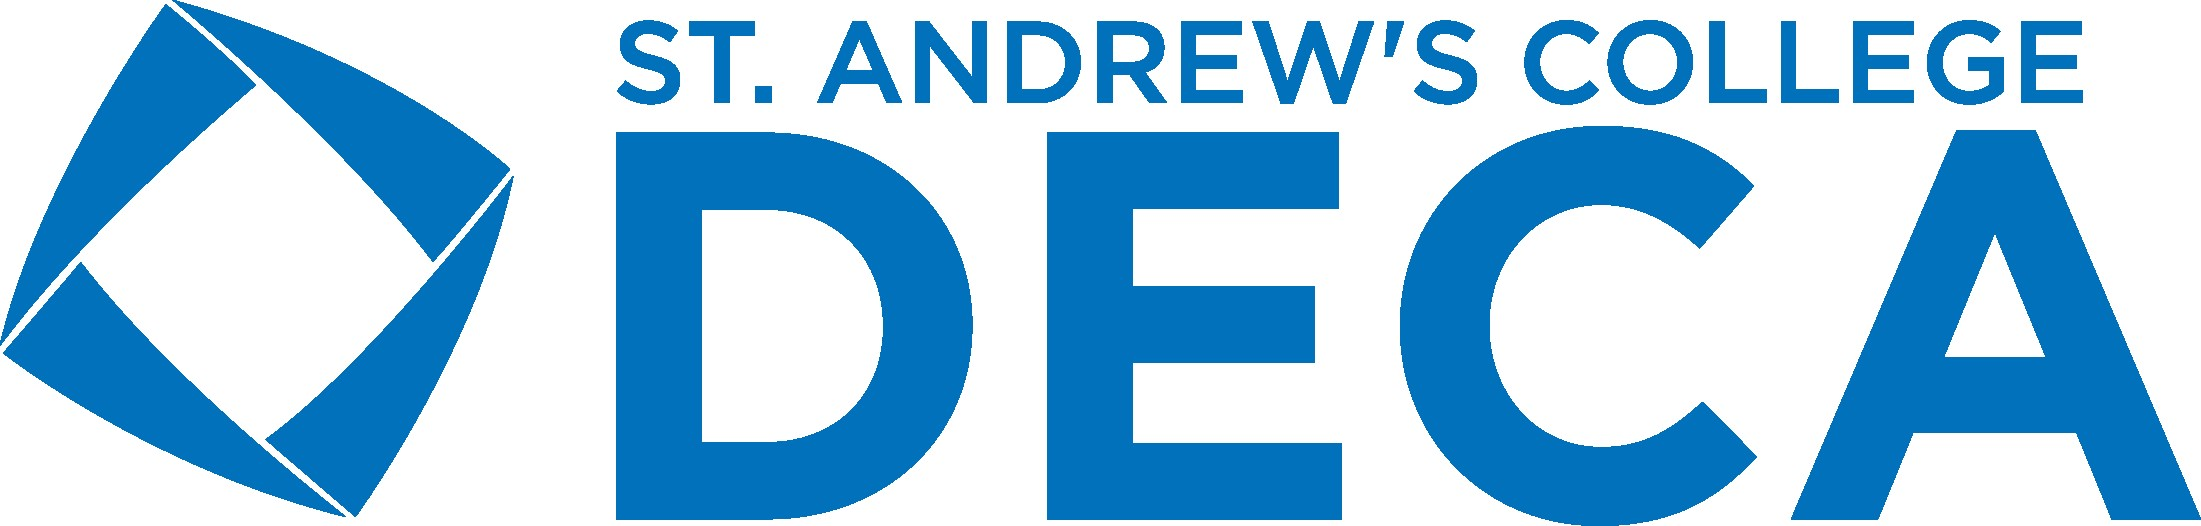 ST. ANDREW'S COLLEGE
DECA